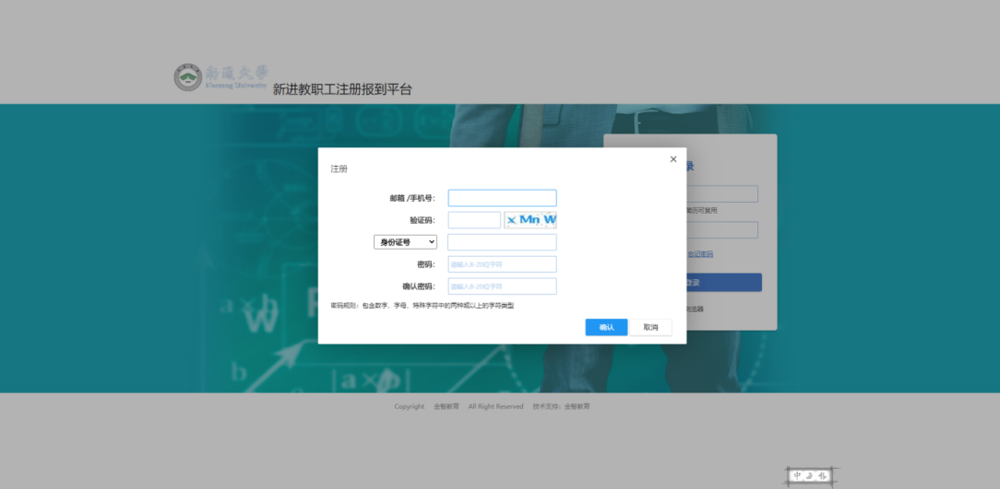 南通大学
Nantong University
新进教职工注册报到平台
录
注册
×
邮箱 /手机号：
验证码：
x Mn W
身份证号
简历可复用
密码：
请输入8-20位字符
忘记密码
确认密码：
请输入8-20位字符
登录
密码规则：包含数字、字母、特殊字符中的两种或以上的字符类型
浏览器
确认
取消
a×b
W
b
|a×b|
Copyright 金智教育 All Right Reserved 技术支持：金智教育
中